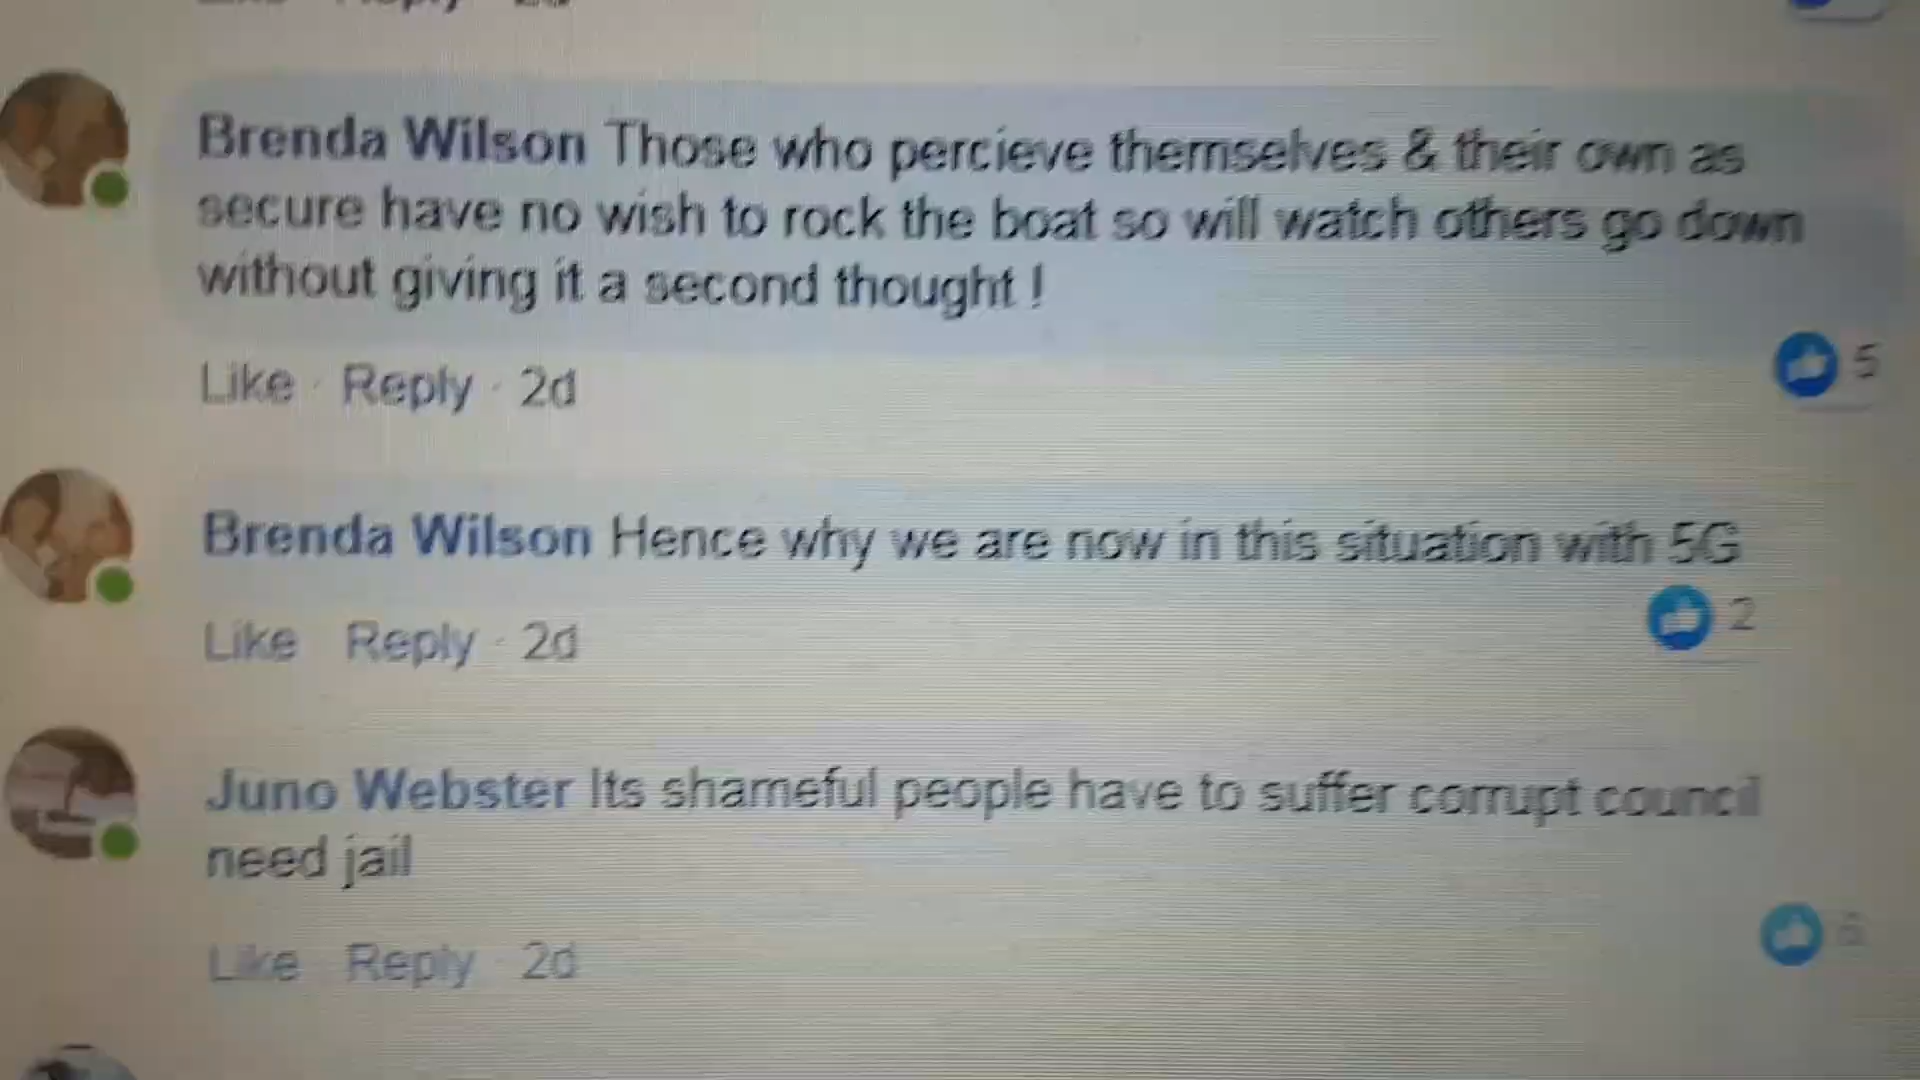 Brenda Wilson Those who percieve themselves & their own as
secure have no wish to rock the boat so will watch others go down
without giving it a second thought !
Like · Reply · 2d
5
Brenda Wilson Hence why we are now in this situation with 5G
2
Like Reply · 2d
Juno Webster Its shameful people have to suffer corrupt council
need jail
Like Reply 2d